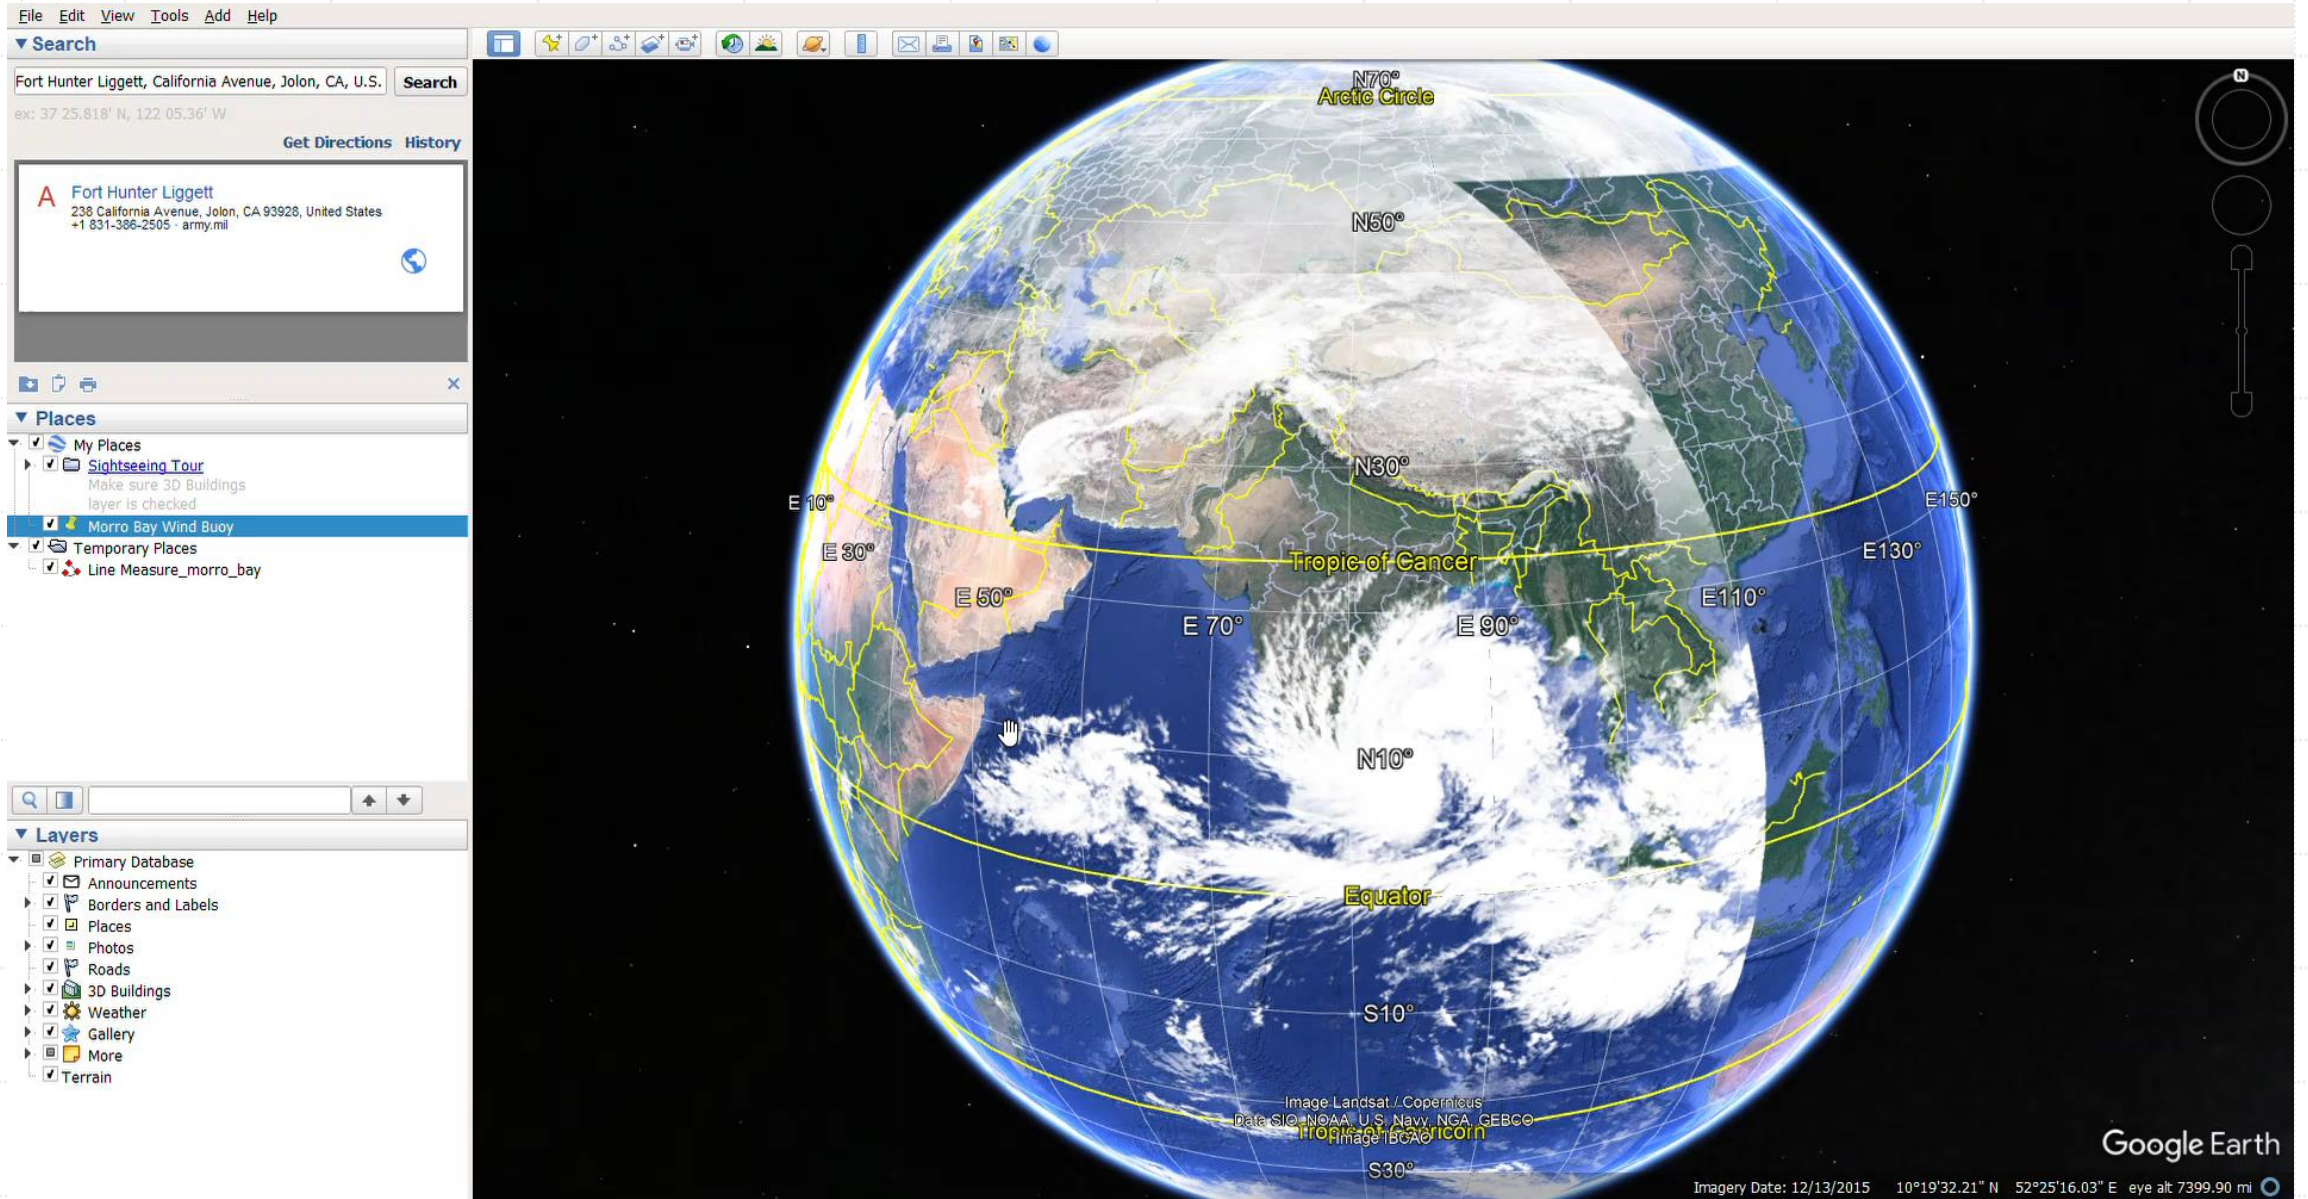 File Edit View Tools Add Help
Search
Fort Hunter Liggett, California Avenue, Jolon, CA, U.S.
Search
ex: 37 25.818' N, 122 05.36' W
Get Directions History
A
Fort Hunter Liggett
238 California Avenue, Jolon, CA 93928, United States
+1 831-386-2505 · army.mil
Places
My Places
Sightseeing Tour
Make sure 3D Buildings
layer is checked
Morro Bay Wind Buoy
Temporary Places
Line Measure_morro_bay
Layers
Primary Database
Announcements
Borders and Labels
Places
Photos
Roads
3D Buildings
Weather
Gallery
More
Terrain
N
N70°
Arctic Circle
N50°
N30°
E 10°
E150°
E 30°
E130°
Tropic of Cancer
E 50°
E110°
E 70°
E 90°
N10°
Equator
S10°
Image Landsat / Copernicus
Data SIO, NOAA, U.S. Navy, NGA, GEBCO
Tropic of Capricorn
Image IBCAO
S30°
Google Earth
Imagery Date: 12/13/2015 10°19'32.21" N 52°25'16.03" E eye alt 7399.90 mi